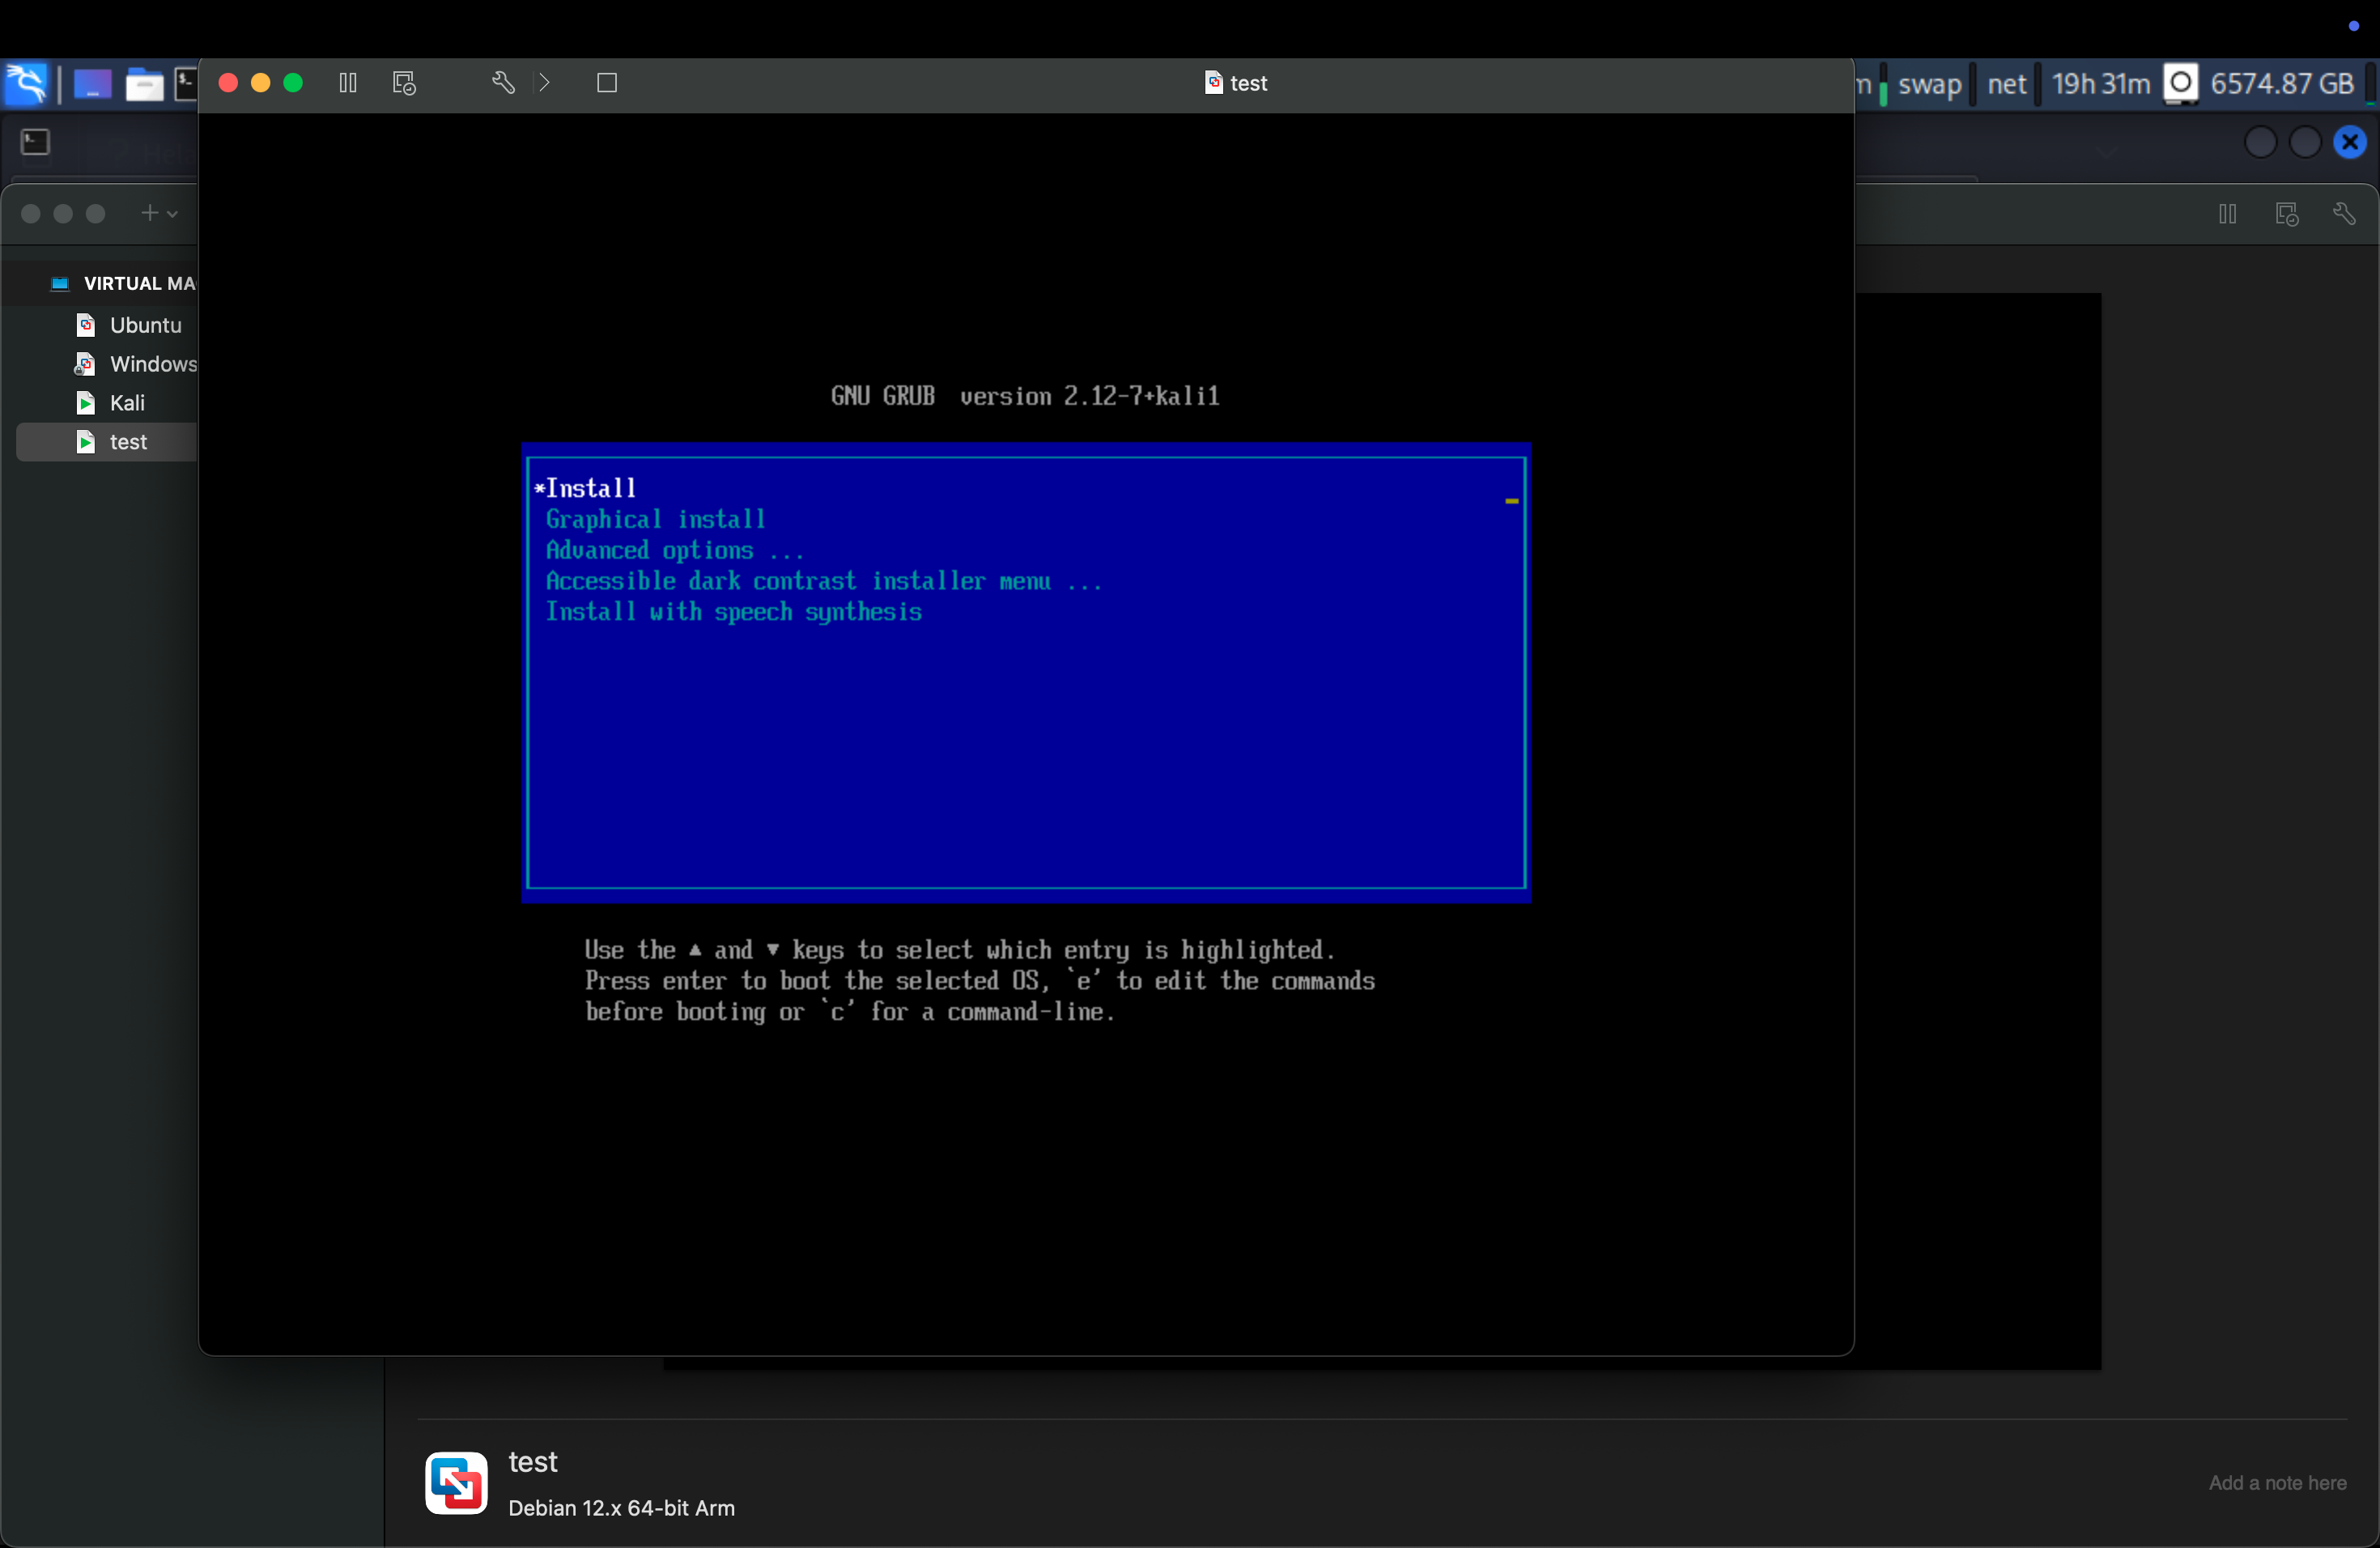 test
m swap net 19h 31m 6574.87 GB
VIRTUAL MA
Ubuntu
Windows
Kali
test
GNU GRUB version 2.12-7+kali1
*Install
Graphical install
Advanced options ...
Accessible dark contrast installer menu ...
Install with speech synthesis
Use the ▲ and ▼ keys to select which entry is highlighted.
Press enter to boot the selected OS, `e' to edit the commands
before booting or `c' for a command-line.
test
Debian 12.x 64-bit Arm
Add a note here